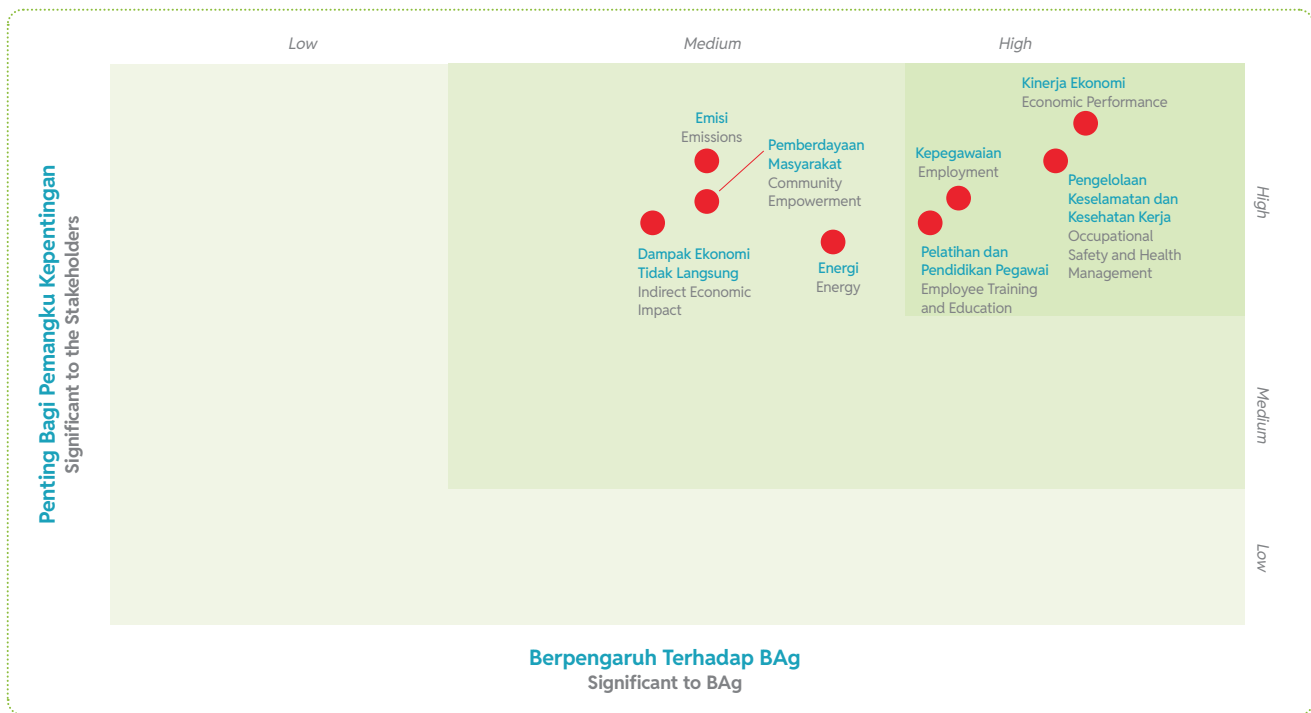 Low
Medium
High
Penting Bagi Pemangku Kepentingan
Significant to the Stakeholders
Emisi
Emissions
Pemberdayaan
Masyarakat
Community
Empowerment
Dampak Ekonomi
Tidak Langsung
Indirect Economic
Impact
Energi
Energy
Kinerja Ekonomi
Economic Performance
Kepegawaian
Employment
Pengelolaan
Keselamatan dan
Kesehatan Kerja
Occupational
Safety and Health
Management
Pelatihan dan
Pendidikan Pegawai
Employee Training
and Education
High
Medium
Low
Berpengaruh Terhadap BAg
Significant to BAg